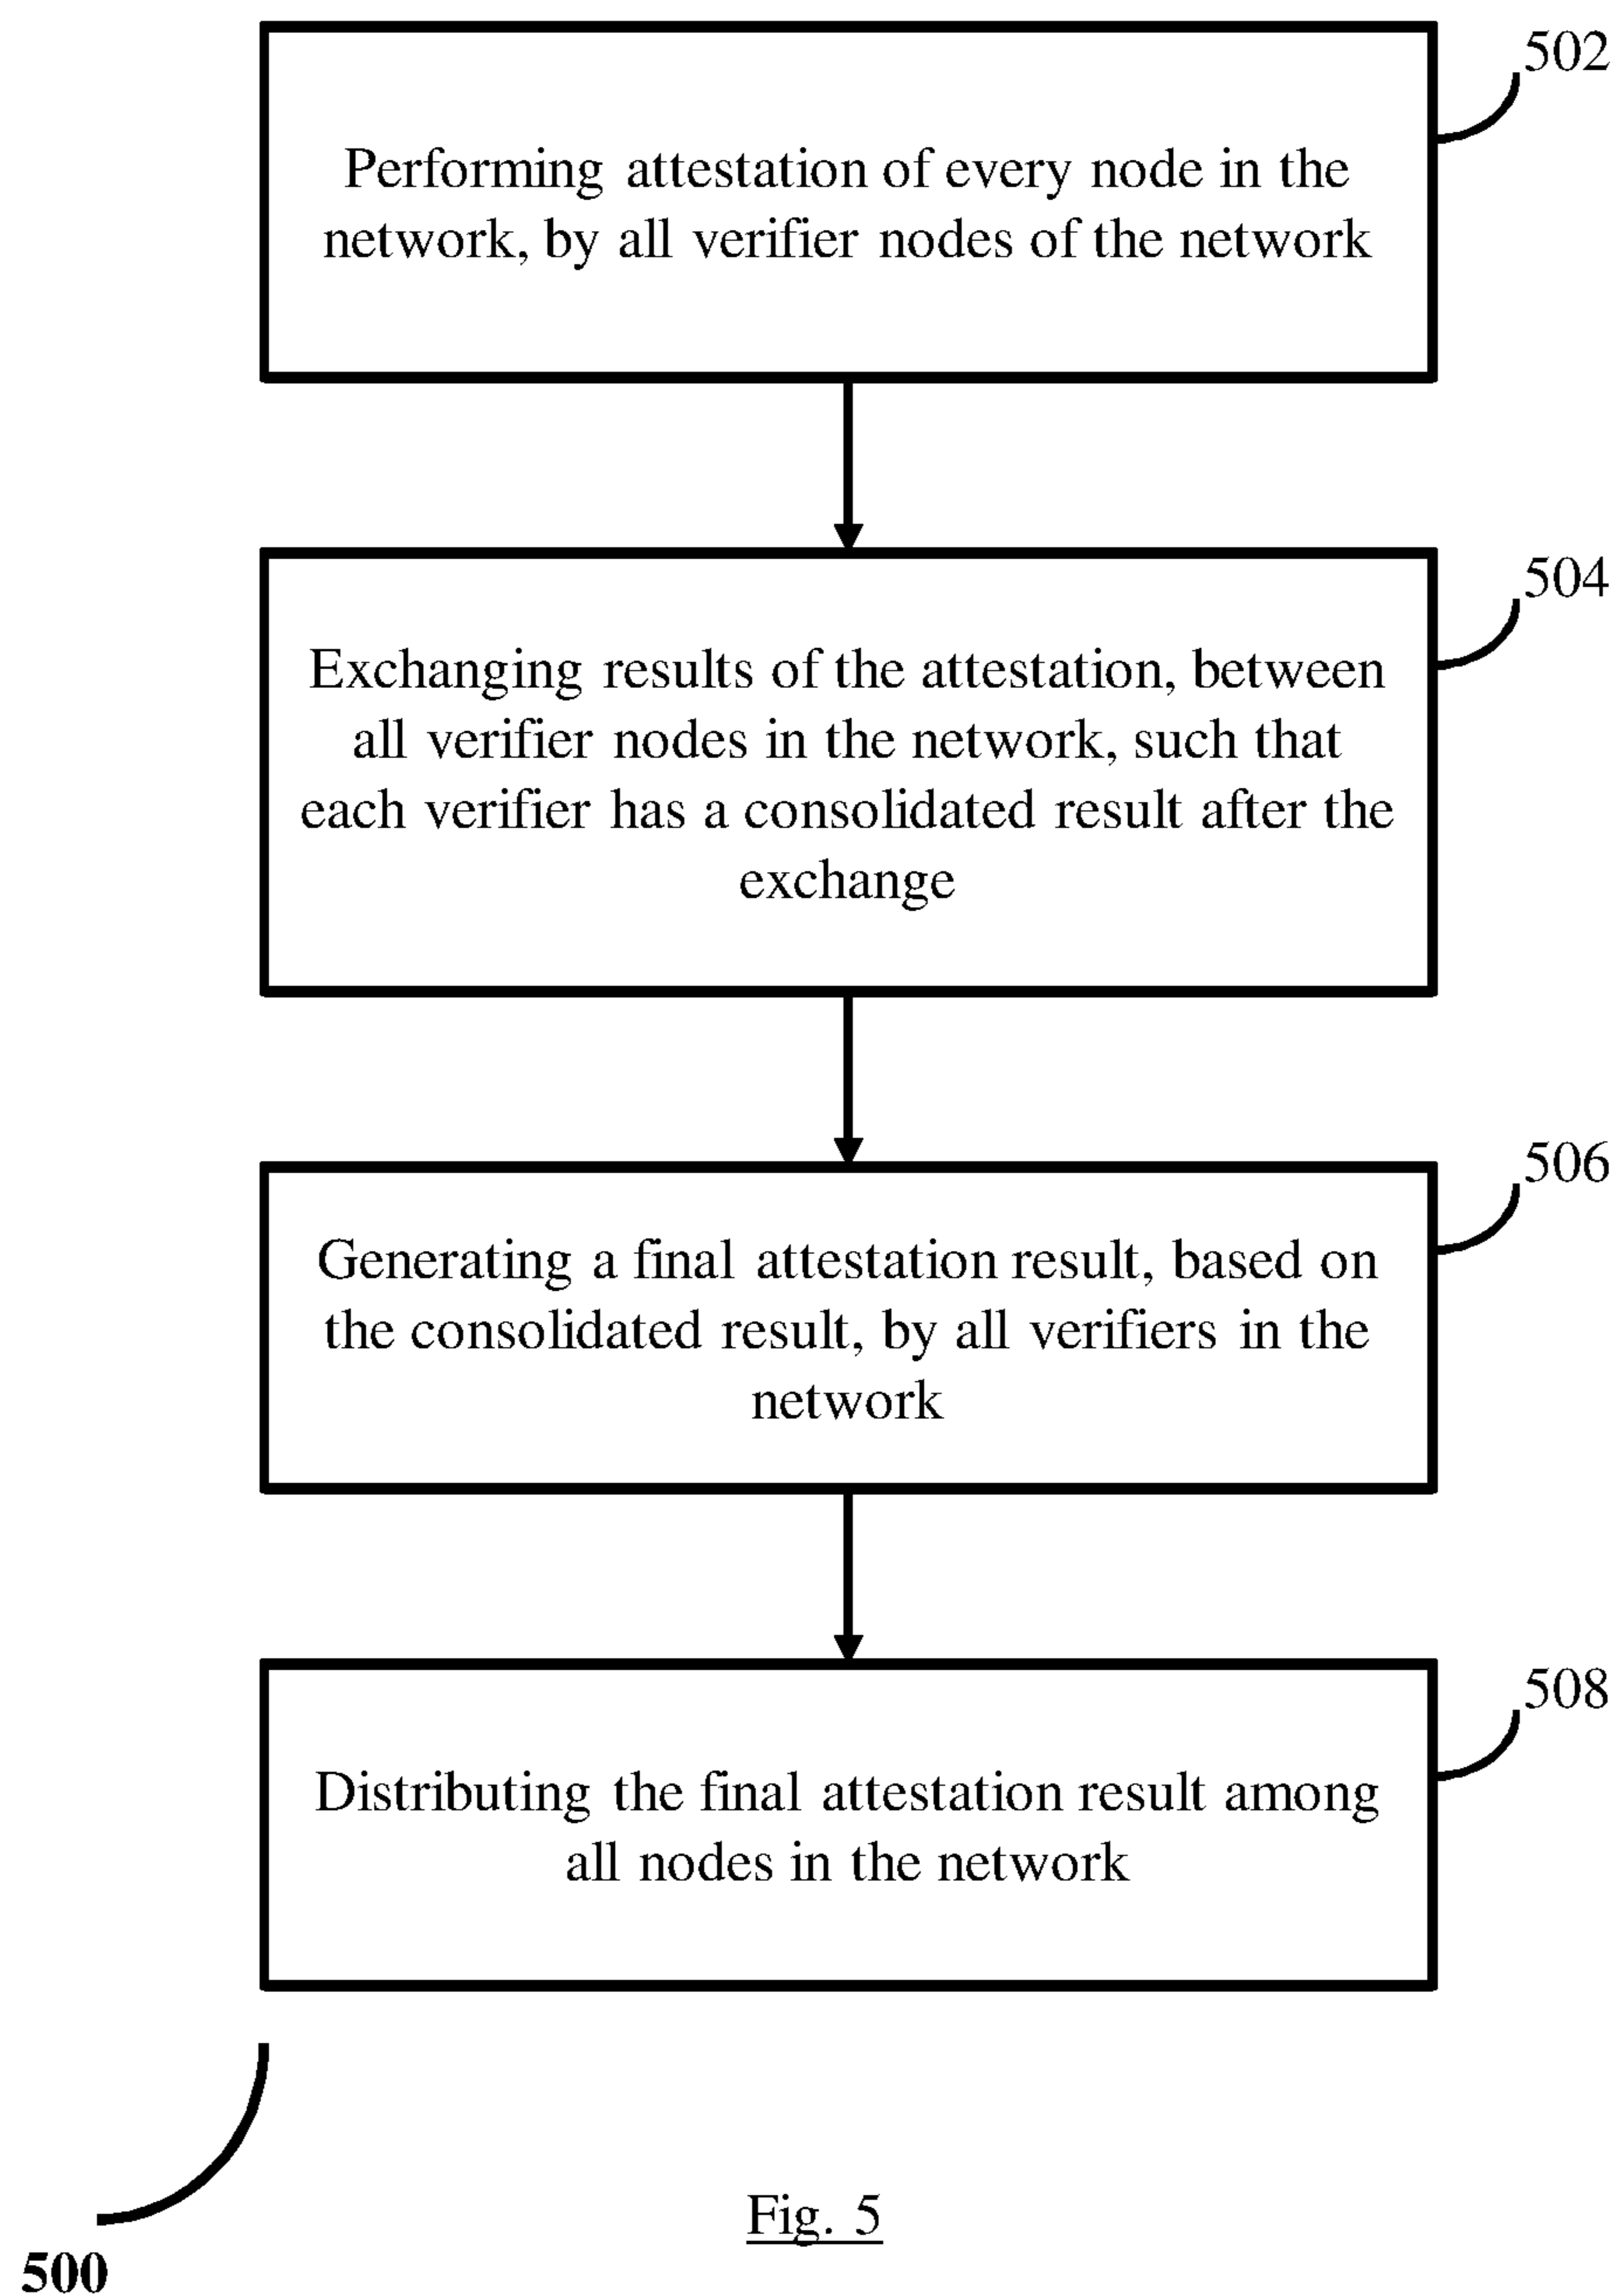 502
Performing attestation of every node in the
network, by all verifier nodes of the network
504
Exchanging results of the attestation, between
all verifier nodes in the network, such that
each verifier has a consolidated result after the
exchange
506
Generating a final attestation result, based on
the consolidated result, by all verifiers in the
network
508
Distributing the final attestation result among
all nodes in the network
Fig. 5
500